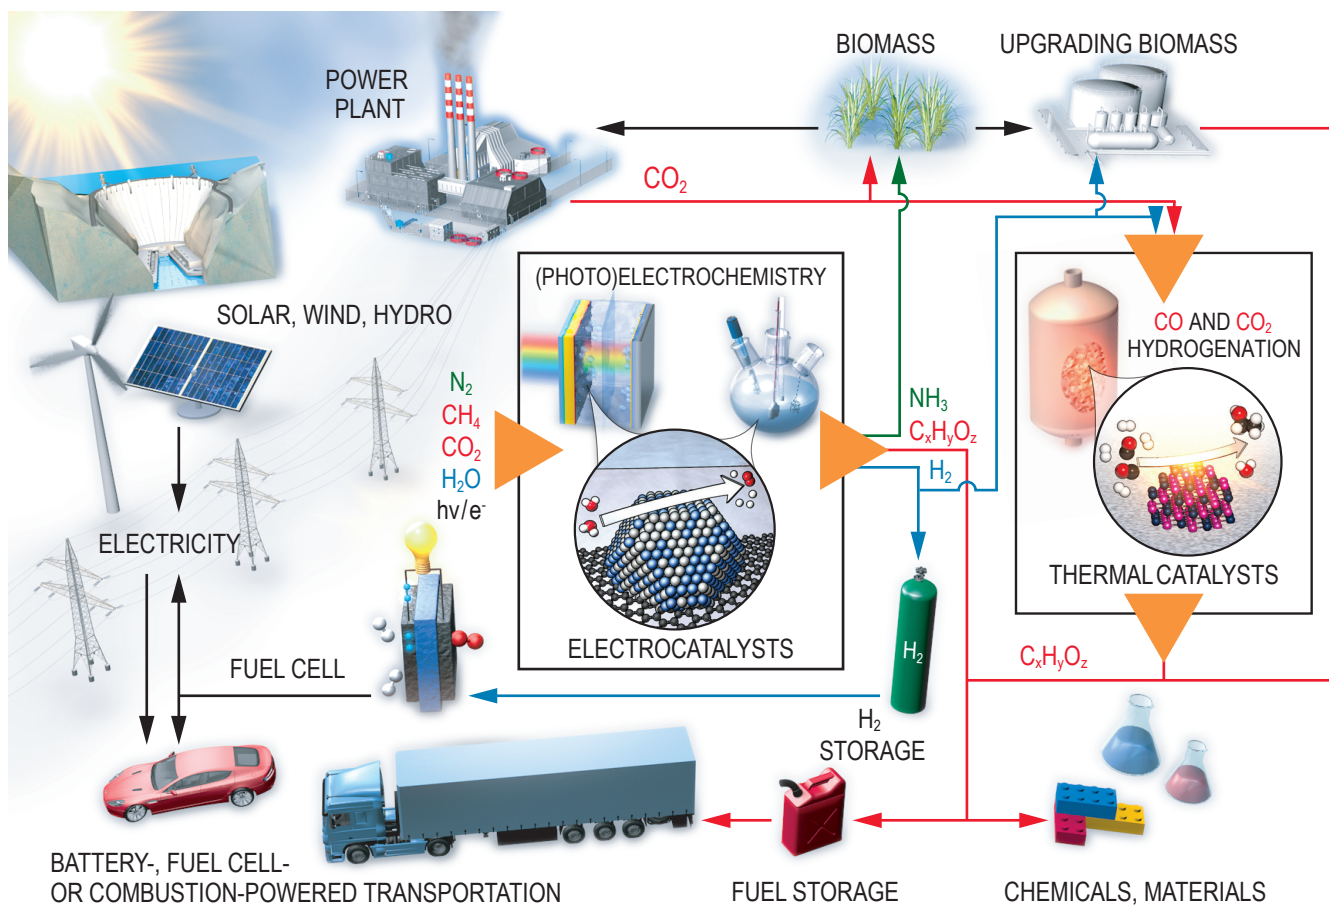 BIOMASS
UPGRADING BIOMASS
POWER
PLANT
CO₂
(PHOTO)ELECTROCHEMISTRY
SOLAR, WIND, HYDRO
CO AND CO₂
HYDROGENATION
N₂
CH₄
CO₂
H₂O
hv/e⁻
NH₃
CₓHᵧO_z
H₂
ELECTRICITY
THERMAL CATALYSTS
ELECTROCATALYSTS
H₂
FUEL CELL
CₓHᵧO_z
H₂
STORAGE
BATTERY-, FUEL CELL-
OR COMBUSTION-POWERED TRANSPORTATION
FUEL STORAGE
CHEMICALS, MATERIALS